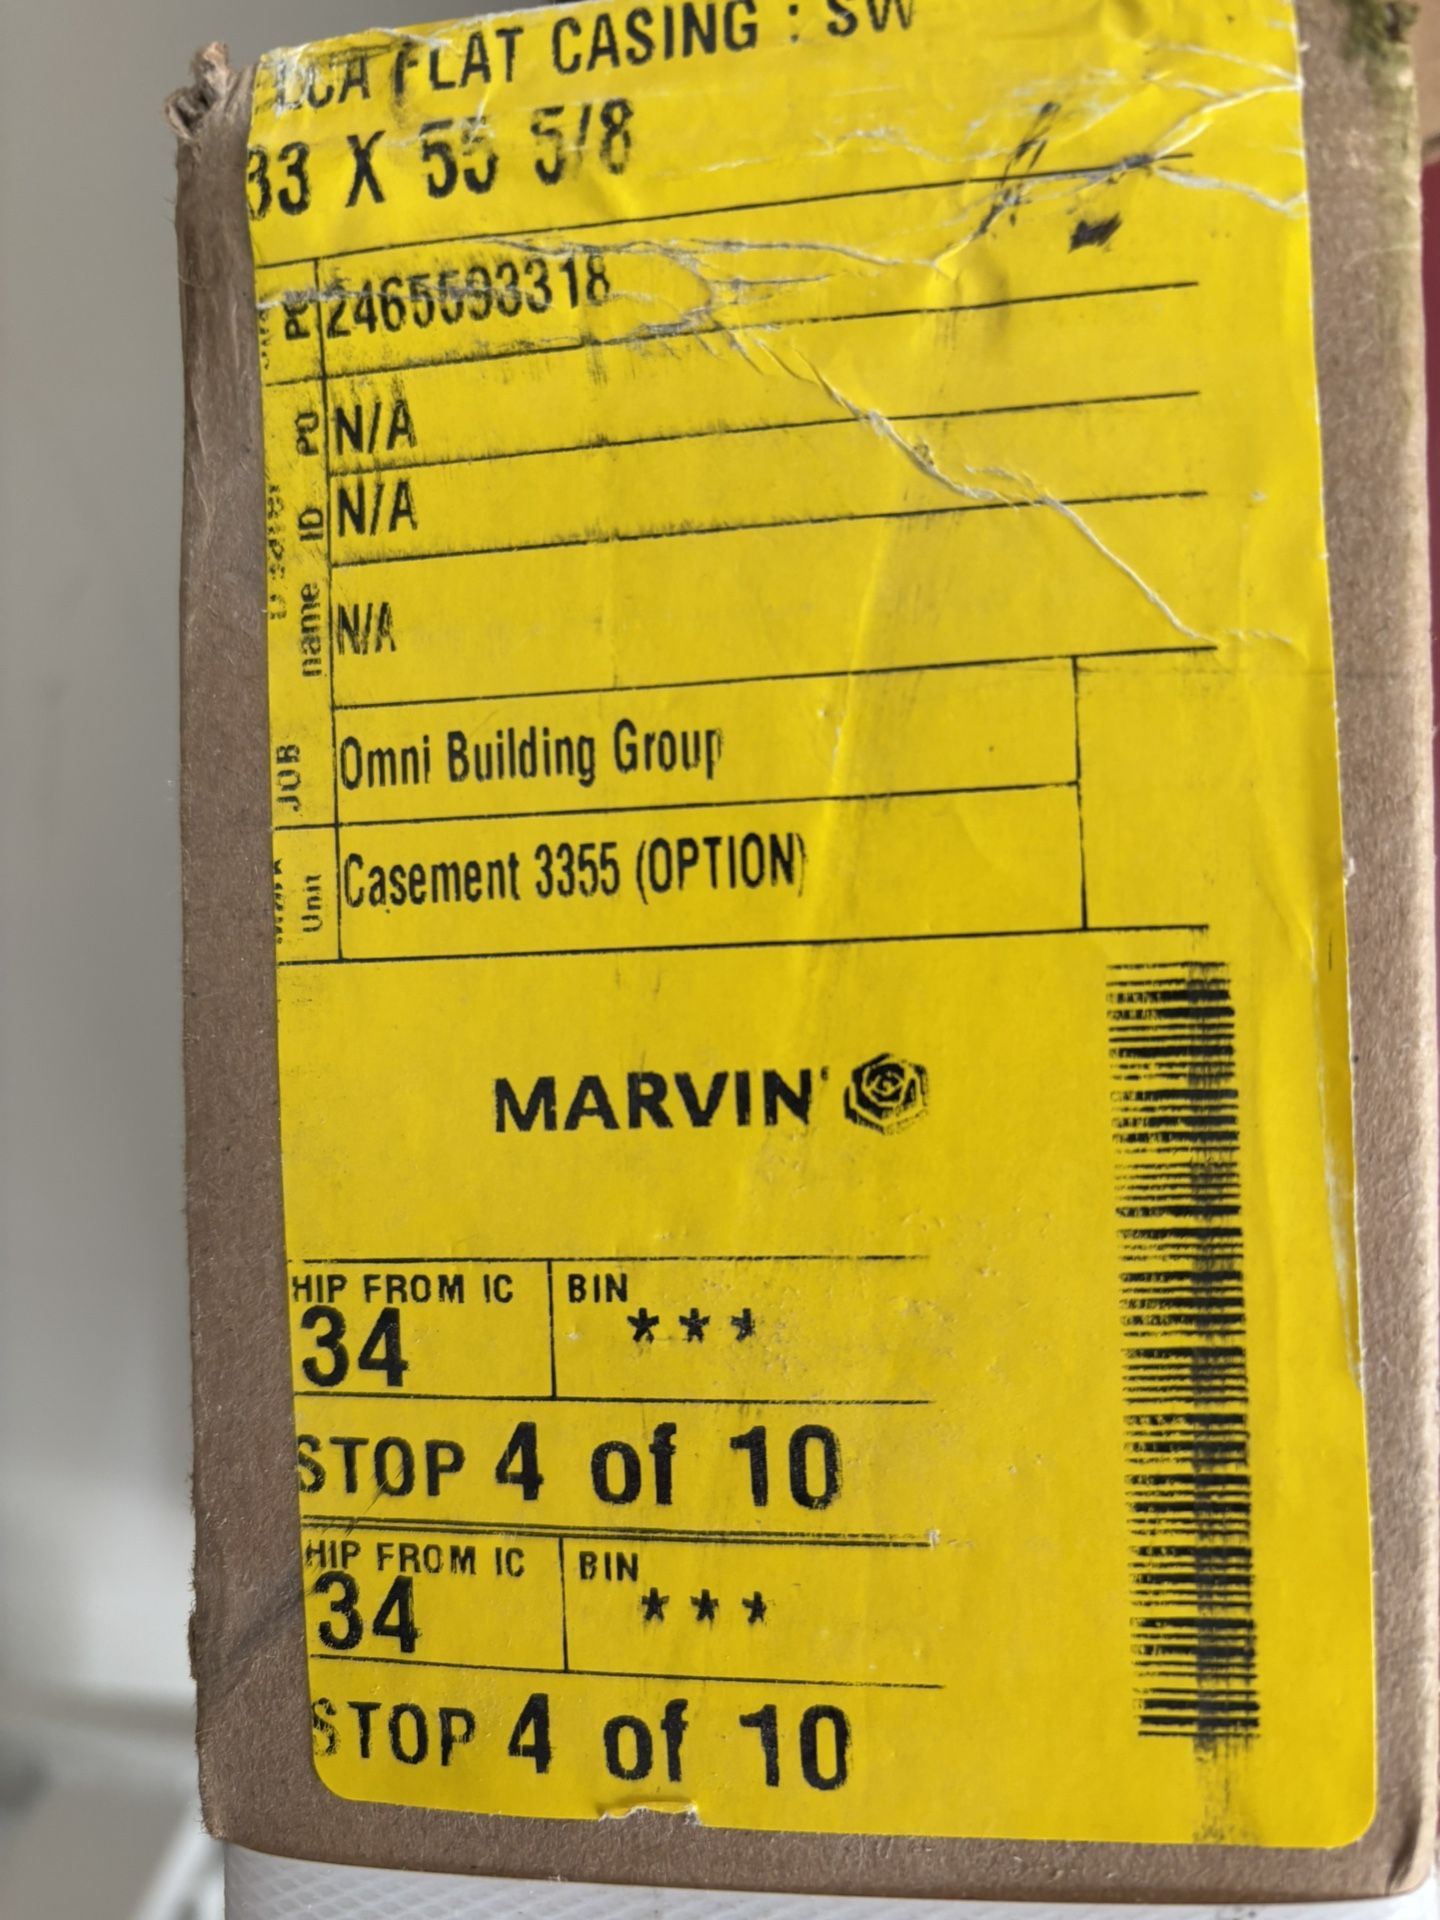 FLAT CASING : SW
33 X 55 5/8
2465593318
PO N/A
ID N/A
name N/A
JOB Omni Building Group
Unit Casement 3355 (OPTION)
MARVIN
HIP FROM IC BIN
34 ***
STOP 4 of 10
HIP FROM IC BIN
34 ***
STOP 4 of 10